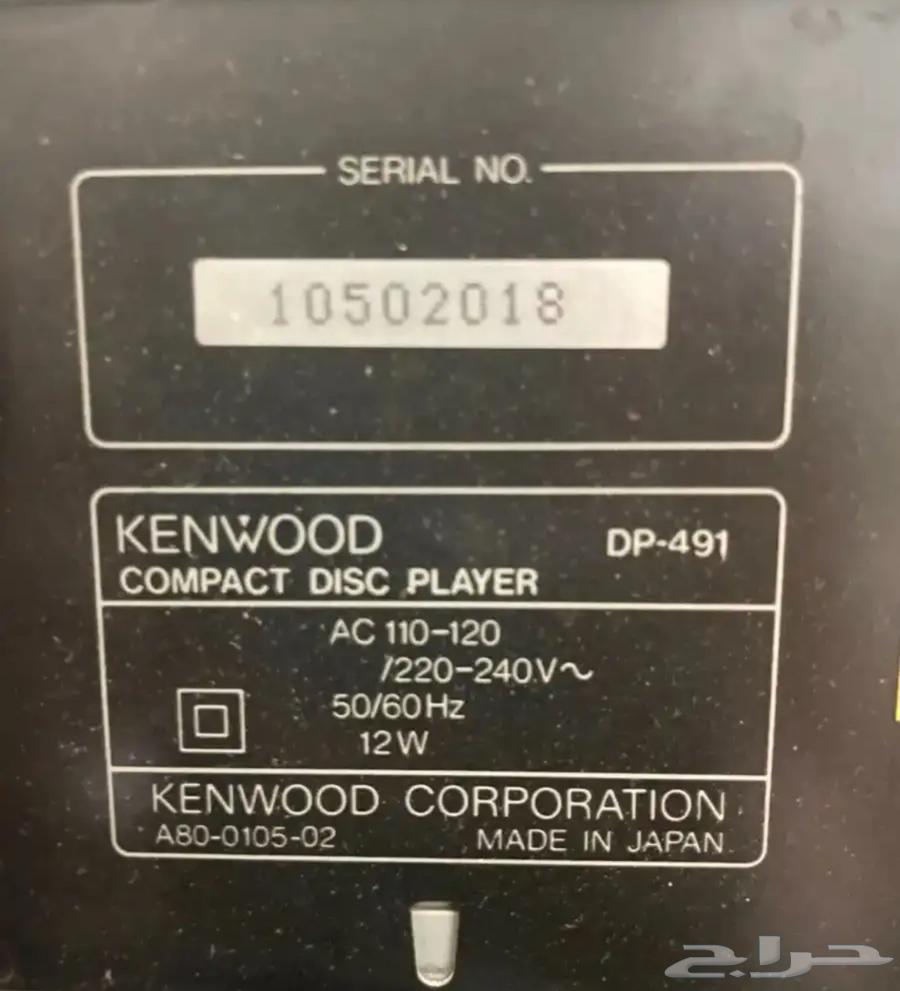 SERIAL NO.
10502018
KENWOOD DP-491
COMPACT DISC PLAYER
AC 110-120
/220-240V~
50/60Hz
12W
KENWOOD CORPORATION
A80-0105-02 MADE IN JAPAN
حراج